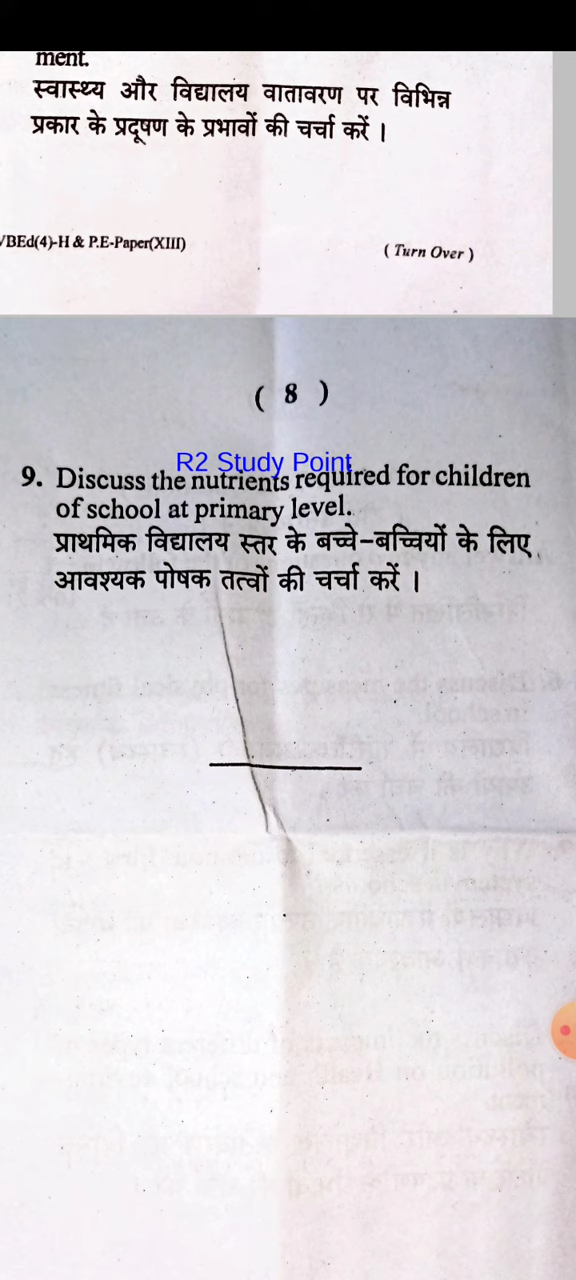 ment.
स्वास्थ्य और विद्यालय वातावरण पर विभिन्न
प्रकार के प्रदूषण के प्रभावों की चर्चा करें ।
/BEd(4)-H & P.E-Paper(XIII)
( Turn Over )
( 8 )
R2 Study Point
9. Discuss the nutrients required for children
of school at primary level.
प्राथमिक विद्यालय स्तर के बच्चे-बच्चियों के लिए
आवश्यक पोषक तत्वों की चर्चा करें ।